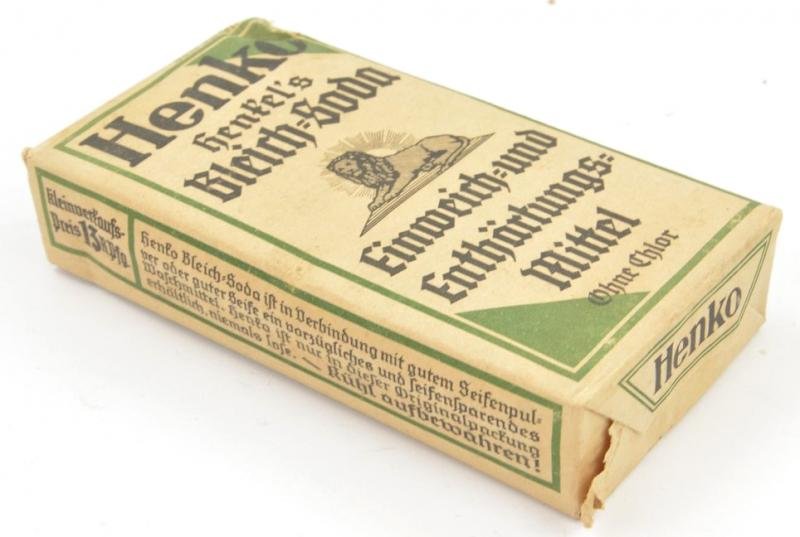 Henko
Henkel's
Bleich=Soda
Einweich=und
Enthärtungs=
Mittel
Ohne Chlor
Kleinverkaufs=
Preis 13 Rpfg.
Henko Bleich=Soda ist in Verbindung mit gutem Seifenpul=
ver oder guter Seife ein vorzügliches und seifensparendes
Waschmittel. Henko ist nur in dieser Originalpackung
erhältlich, niemals lose. — Kühl aufbewahren!
Henko